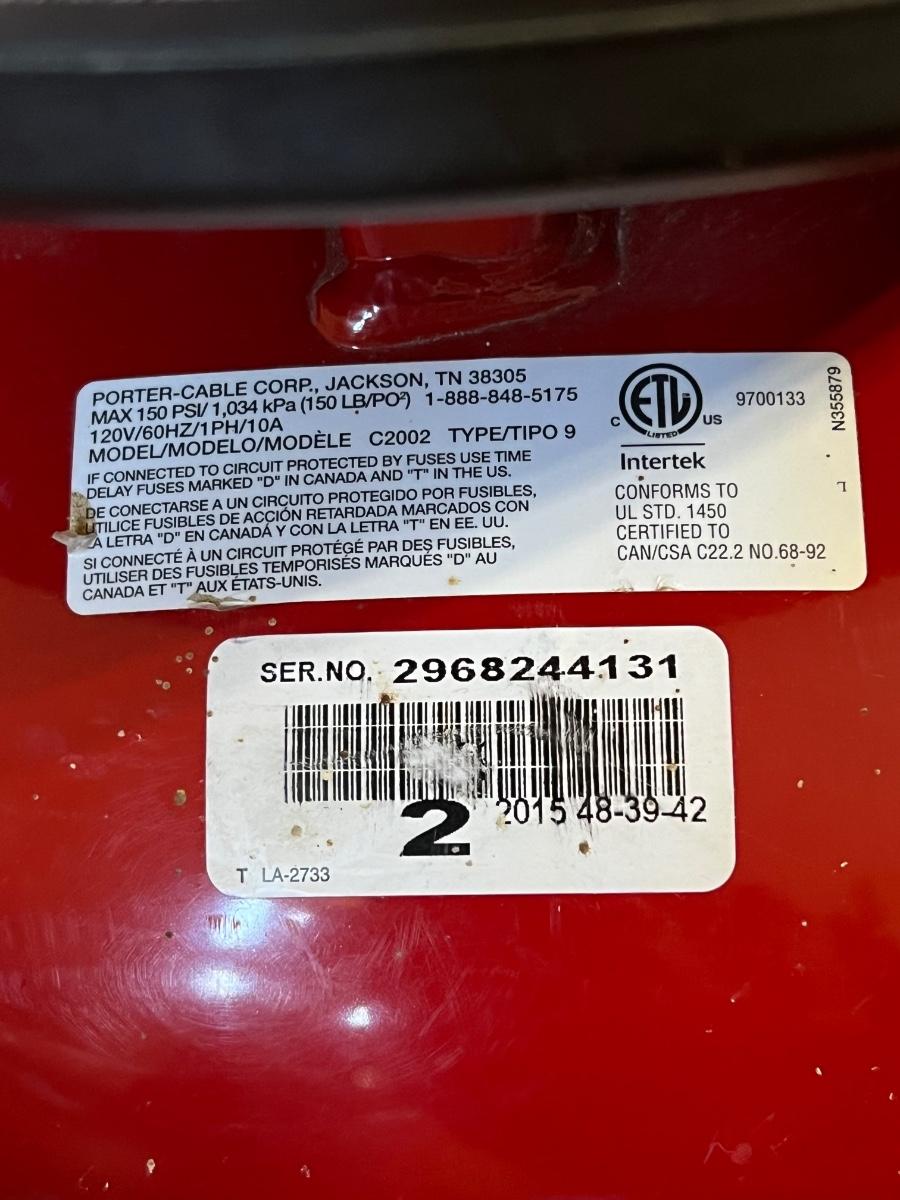 PORTER-CABLE CORP., JACKSON, TN 38305
MAX 150 PSI/ 1,034 kPa (150 LB/PO²) 1-888-848-5175
120V/60HZ/1PH/10A
MODEL/MODELO/MODÈLE C2002 TYPE/TIPO 9
IF CONNECTED TO CIRCUIT PROTECTED BY FUSES USE TIME
DELAY FUSES MARKED "D" IN CANADA AND "T" IN THE US.
DE CONECTARSE A UN CIRCUITO PROTEGIDO POR FUSIBLES,
UTILICE FUSIBLES DE ACCIÓN RETARDADA MARCADOS CON
LA LETRA "D" EN CANADÁ Y CON LA LETRA "T" EN EE. UU.
SI CONNECTÉ À UN CIRCUIT PROTÉGÉ PAR DES FUSIBLES,
UTILISER DES FUSIBLES TEMPORISÉS MARQUÉS "D" AU
CANADA ET "T" AUX ÉTATS-UNIS.
C ETL US
LISTED
Intertek
9700133
N355879
CONFORMS TO
UL STD. 1450
CERTIFIED TO
CAN/CSA C22.2 NO.68-92
SER.NO. 2968244131
2 2015 48-39-42
T LA-2733